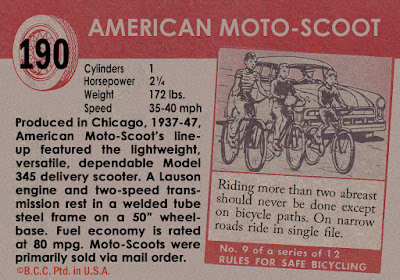 190
AMERICAN MOTO-SCOOT
Cylinders 1
Horsepower 2¼
Weight 172 lbs.
Speed 35-40 mph
Produced in Chicago, 1937-47,
American Moto-Scoot's line-
up featured the lightweight,
versatile, dependable Model
345 delivery scooter. A Lauson
engine and two-speed trans-
mission rest in a welded tube
steel frame on a 50" wheel-
base. Fuel economy is rated
at 80 mpg. Moto-Scoots were
primarily sold via mail order.
©B.C.C. Ptd. in U.S.A.
Riding more than two abreast
should never be done except
on bicycle paths. On narrow
roads ride in single file.
No. 9 of a series of 12
RULES FOR SAFE BICYCLING